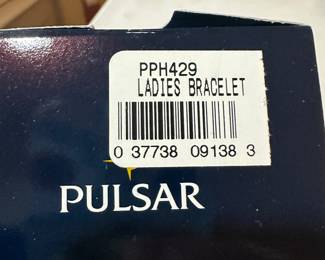 PPH429
LADIES BRACELET
0 37738 09138 3
PULSAR